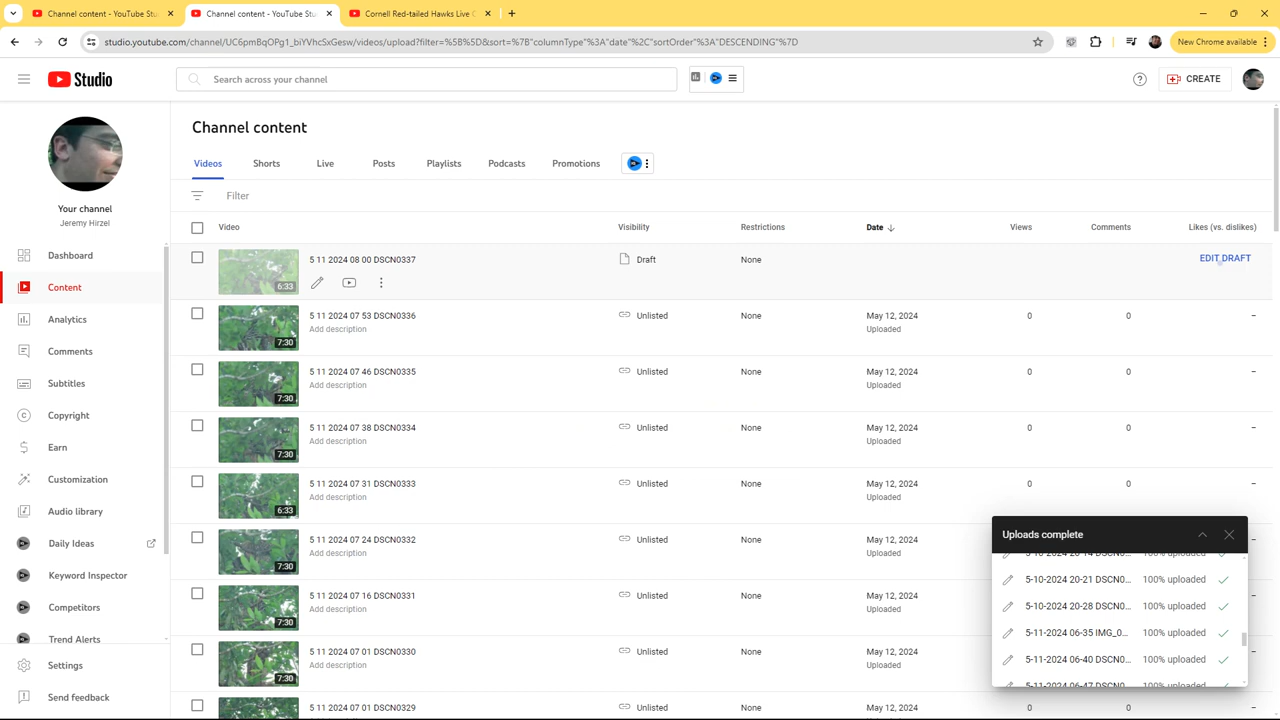 Channel content - YouTube Stu
Channel content - YouTube Stu
Cornell Red-tailed Hawks Live C
studio.youtube.com/channel/UC6pmBqOPg1_biYVhcSxGesw/videos/upload?filter=%5B%5D&sort=%7B"columnType"%3A"date"%2C"sortOrder"%3A"DESCENDING"%7D
New Chrome available
Studio
Search across your channel
CREATE
Your channel
Jeremy Hirzel
Dashboard
Content
Analytics
Comments
Subtitles
Copyright
Earn
Customization
Audio library
Daily Ideas
Keyword Inspector
Competitors
Trend Alerts
Settings
Send feedback
Channel content
Videos Shorts Live Posts Playlists Podcasts Promotions
Filter
Video Visibility Restrictions Date Views Comments Likes (vs. dislikes)
6:33 5 11 2024 08 00 DSCN0337 Draft None EDIT DRAFT
7:30 5 11 2024 07 53 DSCN0336 Unlisted None May 12, 2024 0 0 –
Add description Uploaded
7:30 5 11 2024 07 46 DSCN0335 Unlisted None May 12, 2024 0 0 –
Add description Uploaded
7:30 5 11 2024 07 38 DSCN0334 Unlisted None May 12, 2024 0 0 –
Add description Uploaded
6:33 5 11 2024 07 31 DSCN0333 Unlisted None May 12, 2024 0 0 –
Add description Uploaded
7:30 5 11 2024 07 24 DSCN0332 Unlisted None May 12, 2024
Add description Uploaded
7:30 5 11 2024 07 16 DSCN0331 Unlisted None May 12, 2024
Add description Uploaded
7:30 5 11 2024 07 01 DSCN0330 Unlisted None May 12, 2024
Add description Uploaded
5 11 2024 07 01 DSCN0329 Unlisted None May 12, 2024 0 0 –
Uploads complete
5-10-2024 20-14 DSCN0... 100% uploaded
5-10-2024 20-21 DSCN0... 100% uploaded
5-10-2024 20-28 DSCN0... 100% uploaded
5-11-2024 06-35 IMG_0... 100% uploaded
5-11-2024 06-40 DSCN0... 100% uploaded
5-11-2024 06-47 DSCN0... 100% uploaded